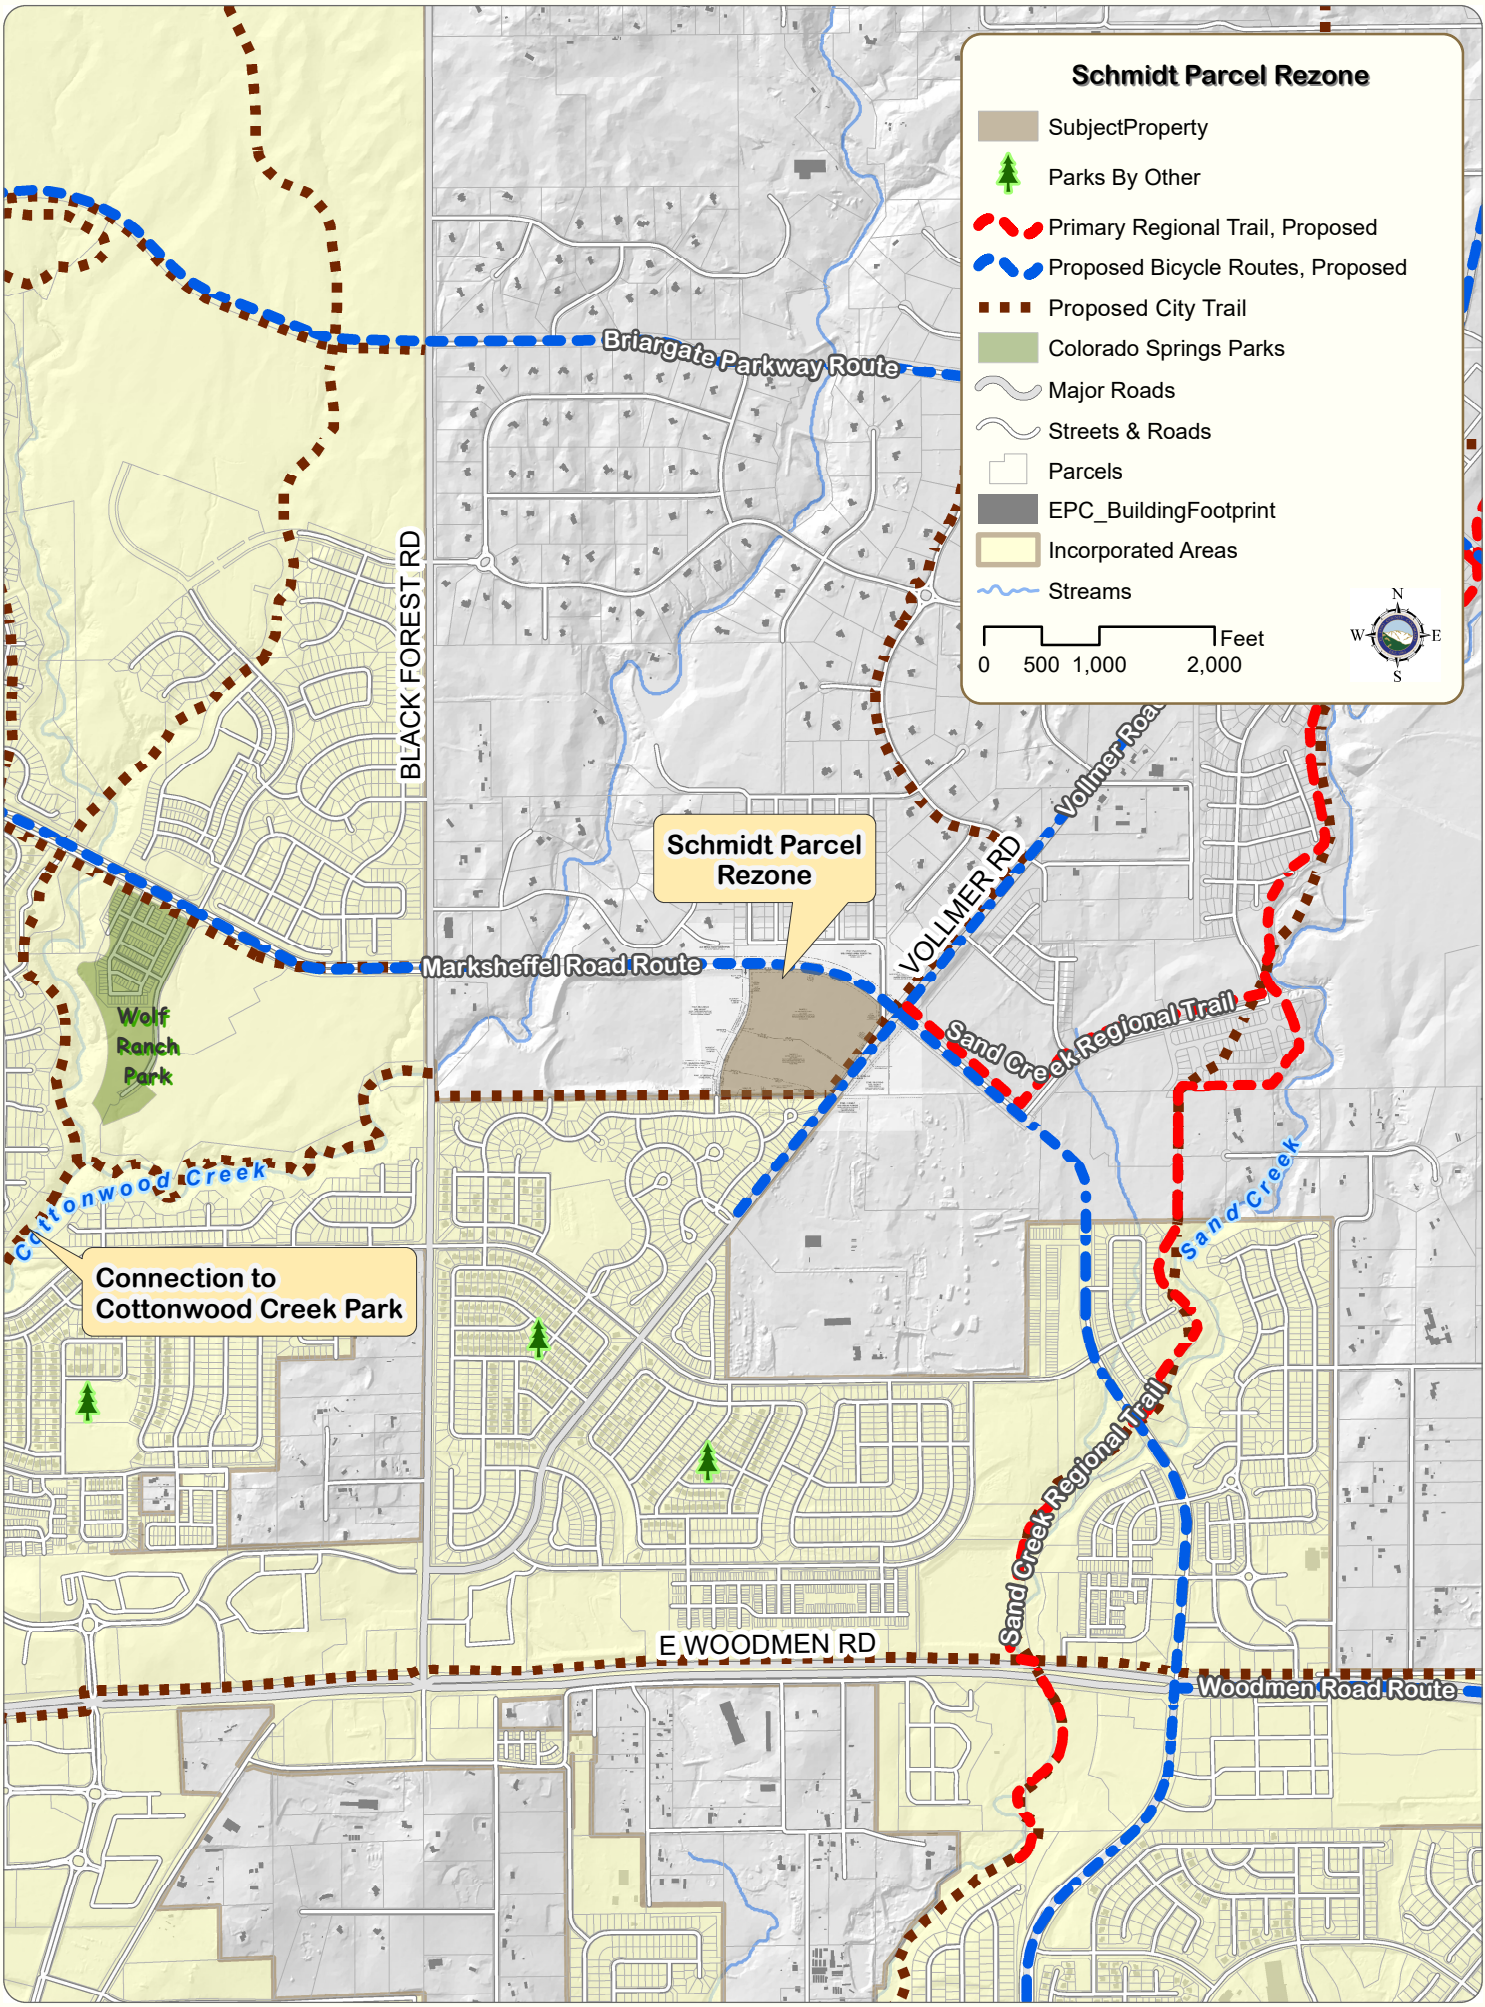 Schmidt Parcel Rezone
SubjectProperty
Parks By Other
Primary Regional Trail, Proposed
Proposed Bicycle Routes, Proposed
Proposed City Trail
Colorado Springs Parks
Major Roads
Streets & Roads
Parcels
EPC_BuildingFootprint
Incorporated Areas
Streams
Feet
0 500 1,000 2,000
N
W E
S
Briargate Parkway Route
BLACK FOREST RD
Vollmer Road
Schmidt Parcel
Rezone
VOLLMER RD
Marksheffel Road Route
Wolf
Ranch
Park
Sand Creek Regional Trail
Cottonwood Creek
Sand Creek
Connection to
Cottonwood Creek Park
Sand Creek Regional Trail
E WOODMEN RD
Woodmen Road Route